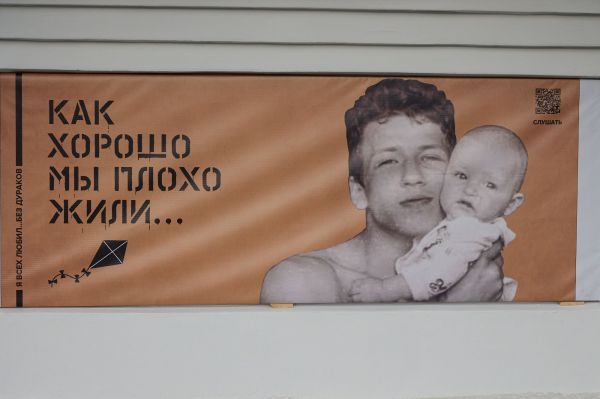 КАК
ХОРОШО
МЫ ПЛОХО
ЖИЛИ...
Я ВСЕХ ЛЮБИЛ...БЕЗ ДУРАКОВ
СЛУШАТЬ